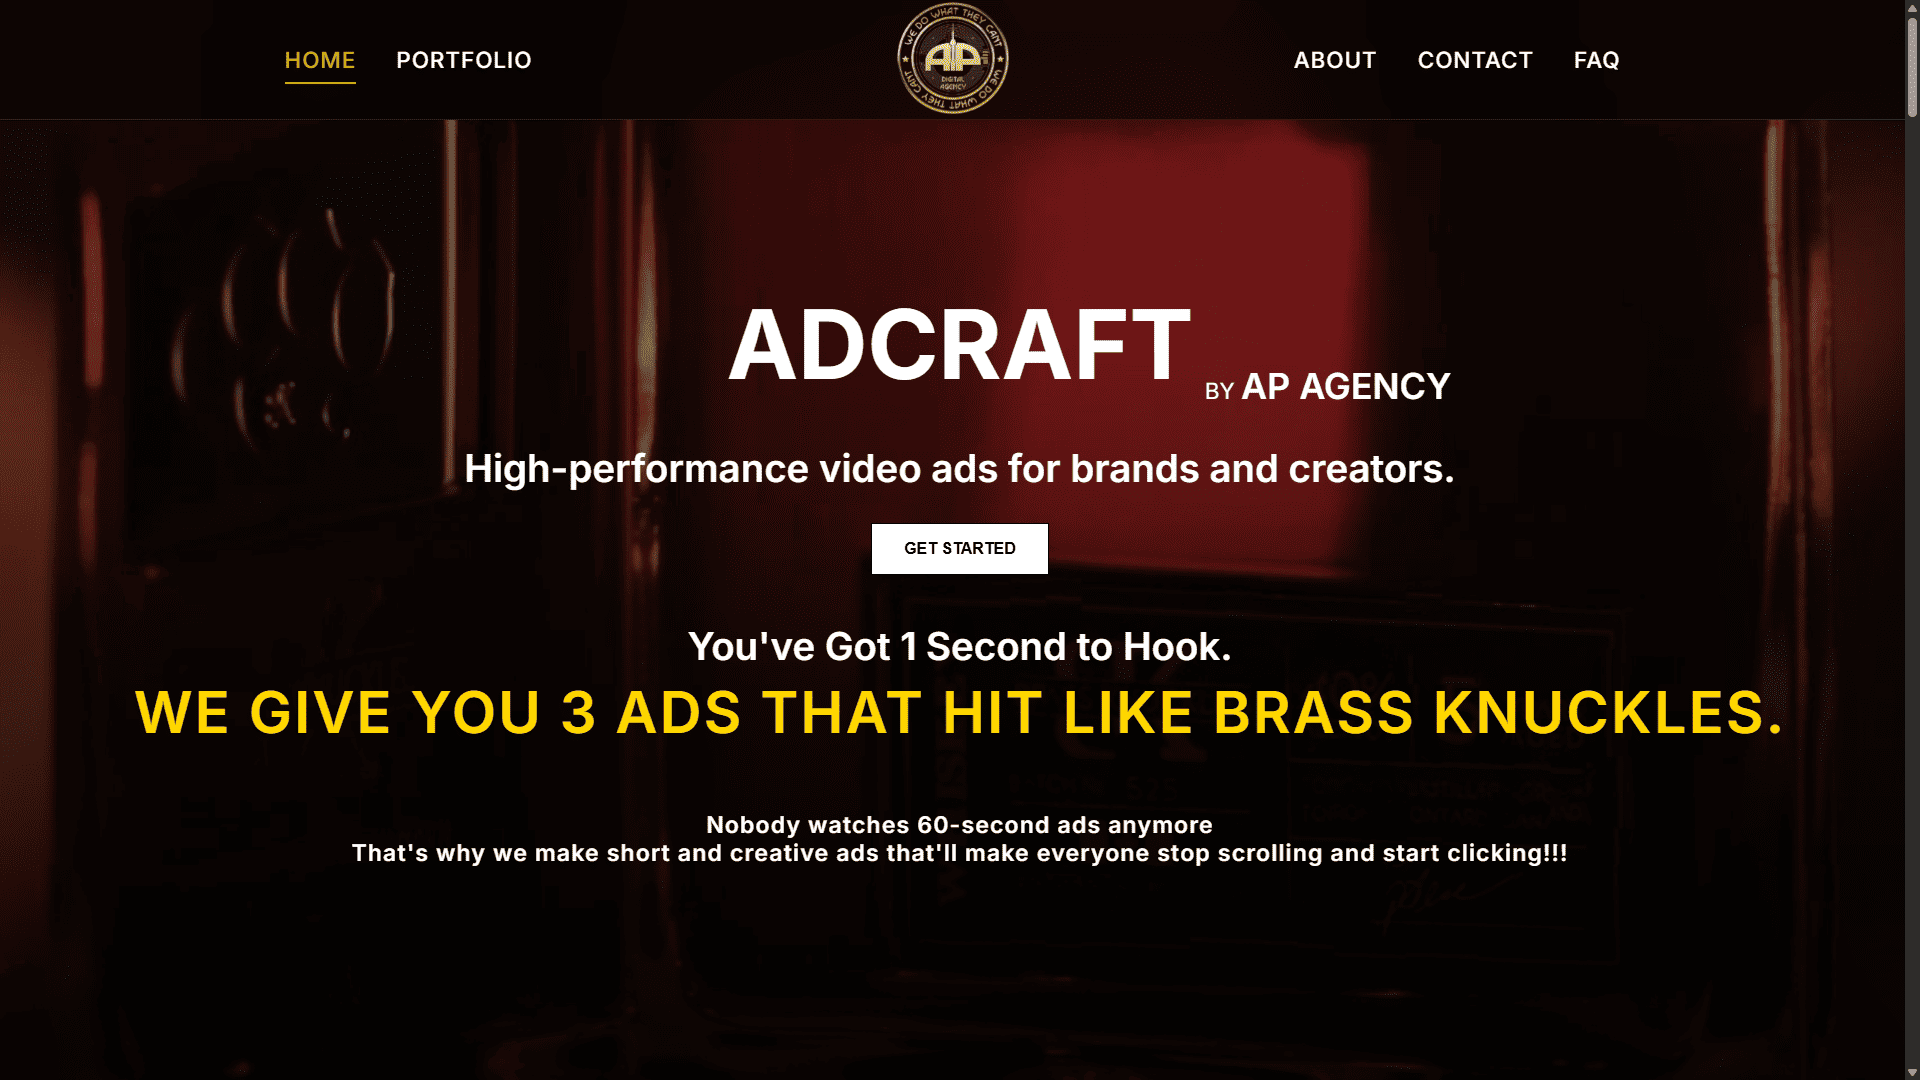 HOME PORTFOLIO
WE DO WHAT THEY CANT
AP
DIGITAL
AGENCY
WE DO WHAT THEY CANT
ABOUT CONTACT FAQ
ADCRAFT BY AP AGENCY
High-performance video ads for brands and creators.
GET STARTED
You've Got 1 Second to Hook.
WE GIVE YOU 3 ADS THAT HIT LIKE BRASS KNUCKLES.
Nobody watches 60-second ads anymore
That's why we make short and creative ads that'll make everyone stop scrolling and start clicking!!!